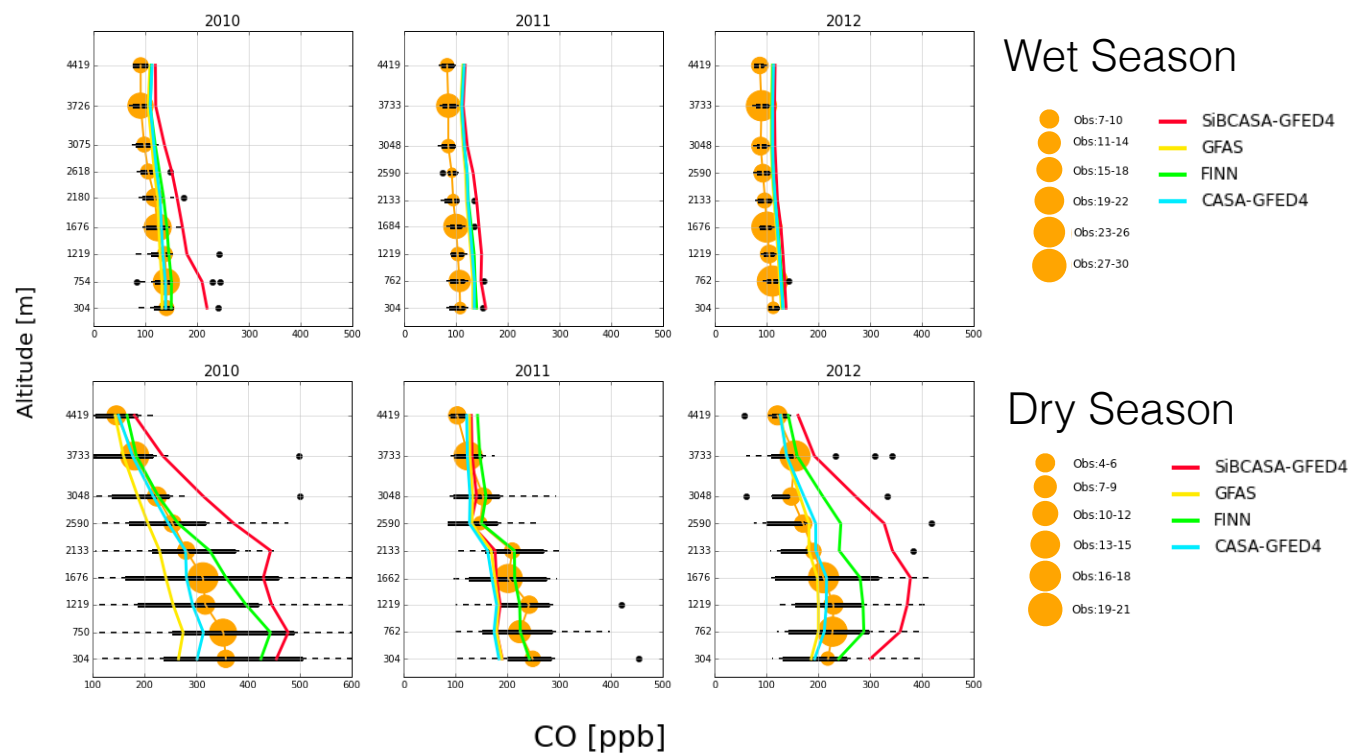 2010
2011
2012
Wet Season
4419
3726
3075
2618
2180
1676
1219
754
304
0 100 200 300 400 500
4419
3733
3048
2590
2133
1684
1219
762
304
0 100 200 300 400 500
4419
3733
3048
2590
2133
1676
1219
762
304
0 100 200 300 400 500
Obs:7-10
Obs:11-14
Obs:15-18
Obs:19-22
Obs:23-26
Obs:27-30
SiBCASA-GFED4
GFAS
FINN
CASA-GFED4
Altitude [m]
2010
2011
2012
Dry Season
4419
3733
3048
2590
2133
1676
1219
750
304
100 200 300 400 500 600
4419
3733
3048
2590
2133
1662
1219
762
304
0 100 200 300 400 500
4419
3733
3048
2590
2133
1676
1219
762
304
0 100 200 300 400 500
Obs:4-6
Obs:7-9
Obs:10-12
Obs:13-15
Obs:16-18
Obs:19-21
SiBCASA-GFED4
GFAS
FINN
CASA-GFED4
CO [ppb]